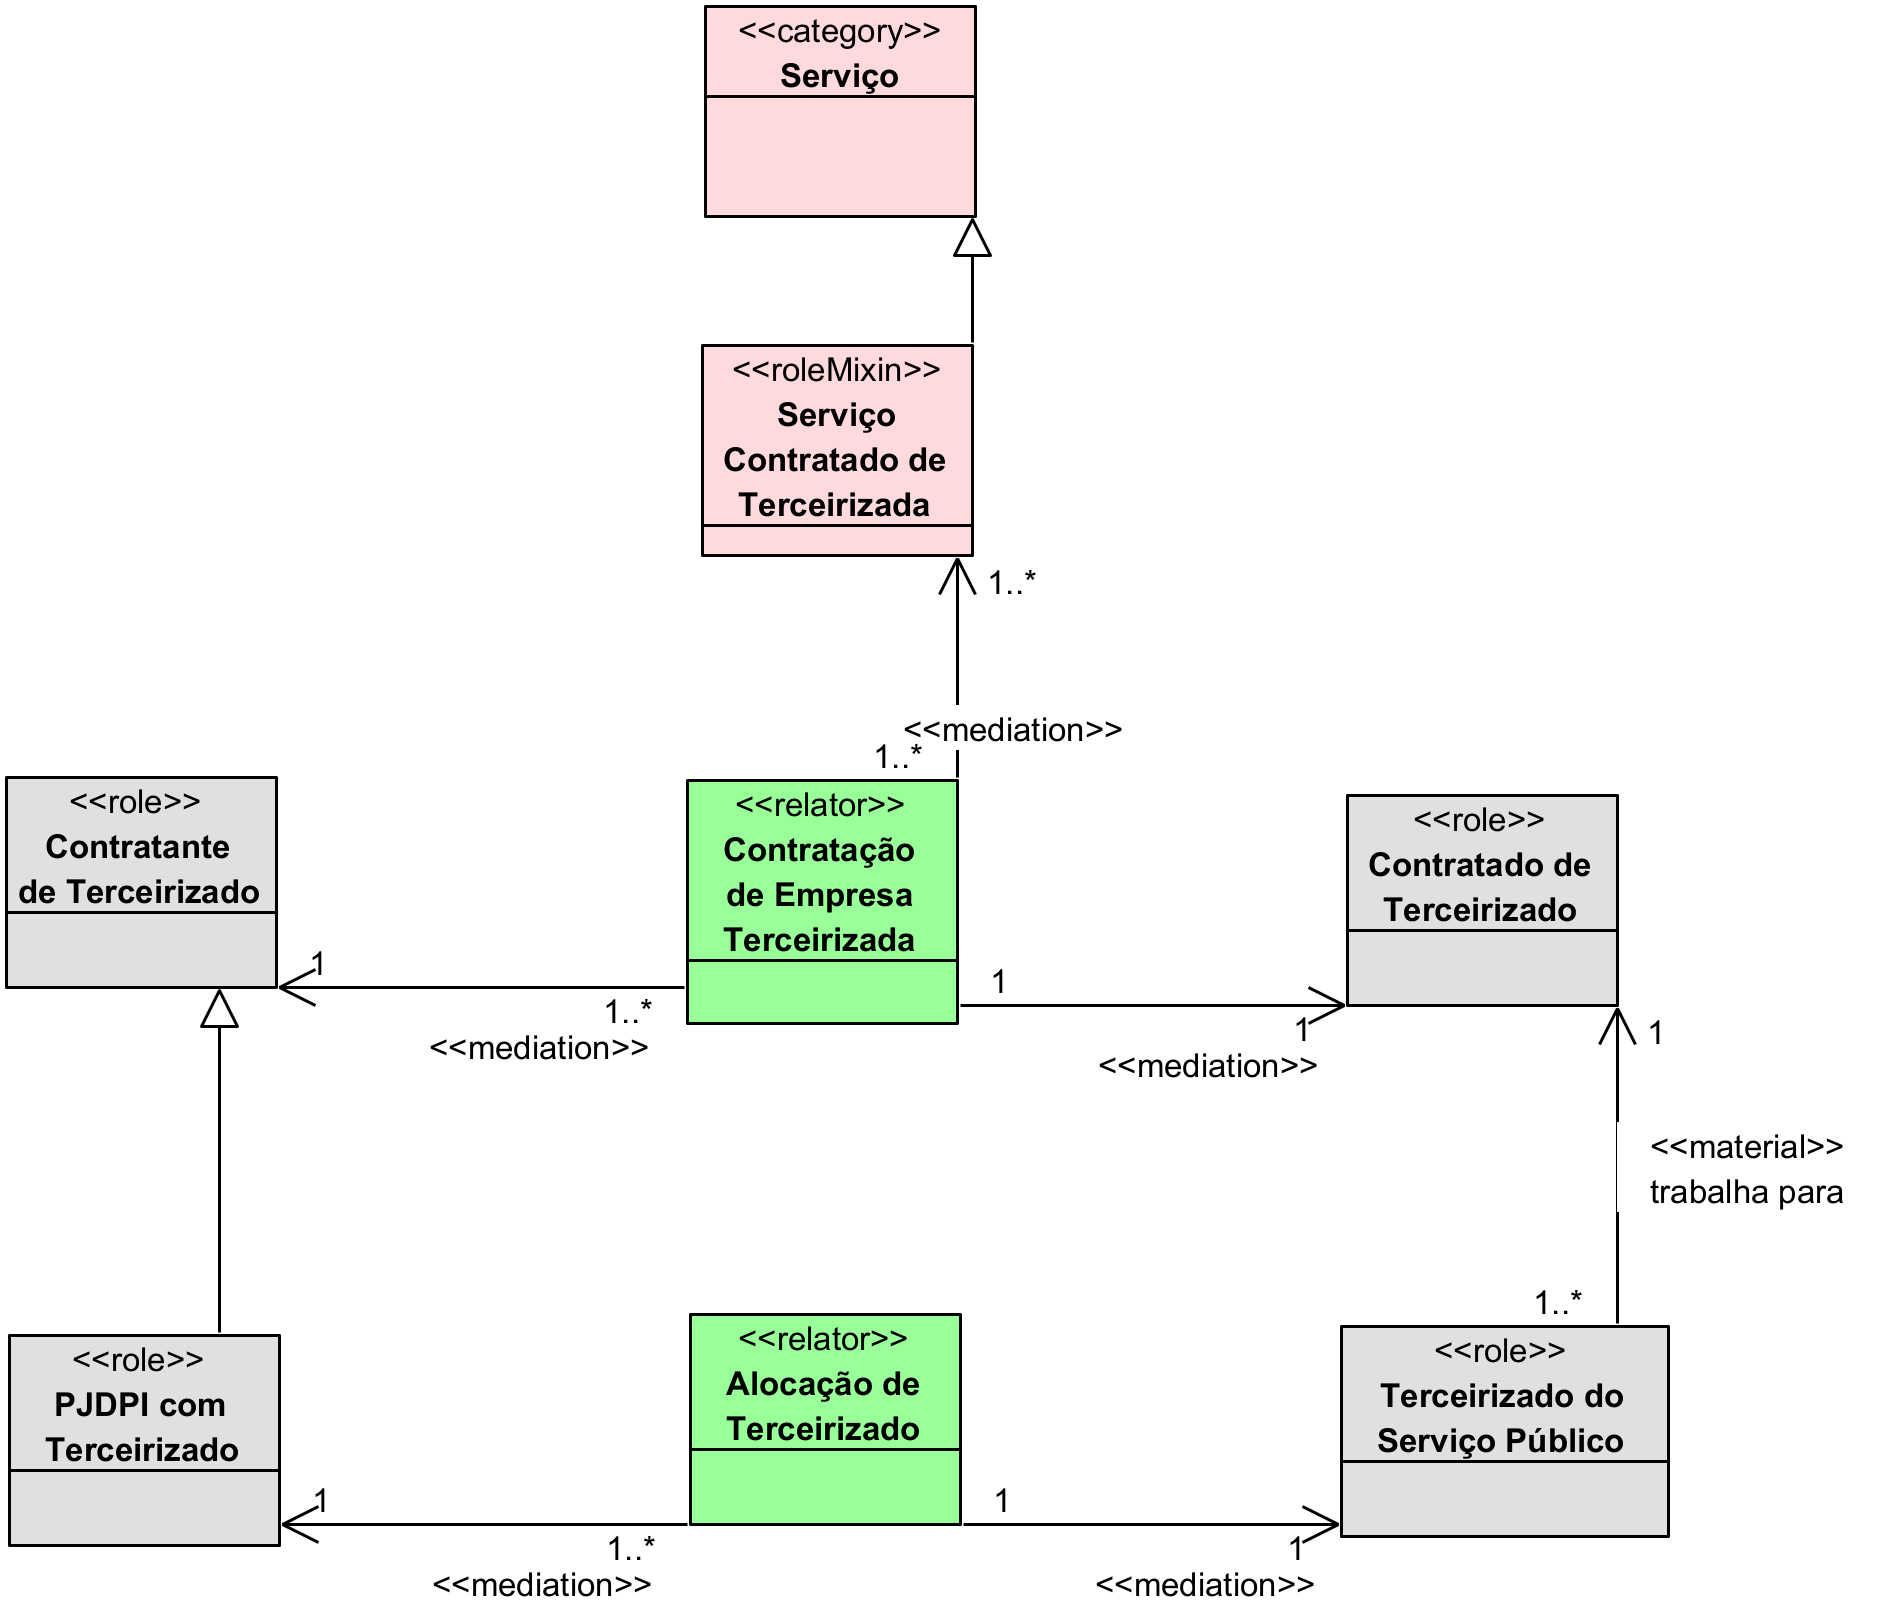 <<category>>
Serviço
<<roleMixin>>
Serviço
Contratado de
Terceirizada
1..*
<<mediation>>
1..*
<<role>>
Contratante
de Terceirizado
<<relator>>
Contratação
de Empresa
Terceirizada
<<role>>
Contratado de
Terceirizado
1
1..*
<<mediation>>
1
1
<<mediation>>
1
<<material>>
trabalha para
1..*
<<role>>
PJDPI com
Terceirizado
<<relator>>
Alocação de
Terceirizado
<<role>>
Terceirizado do
Serviço Público
1
1..*
<<mediation>>
1
1
<<mediation>>